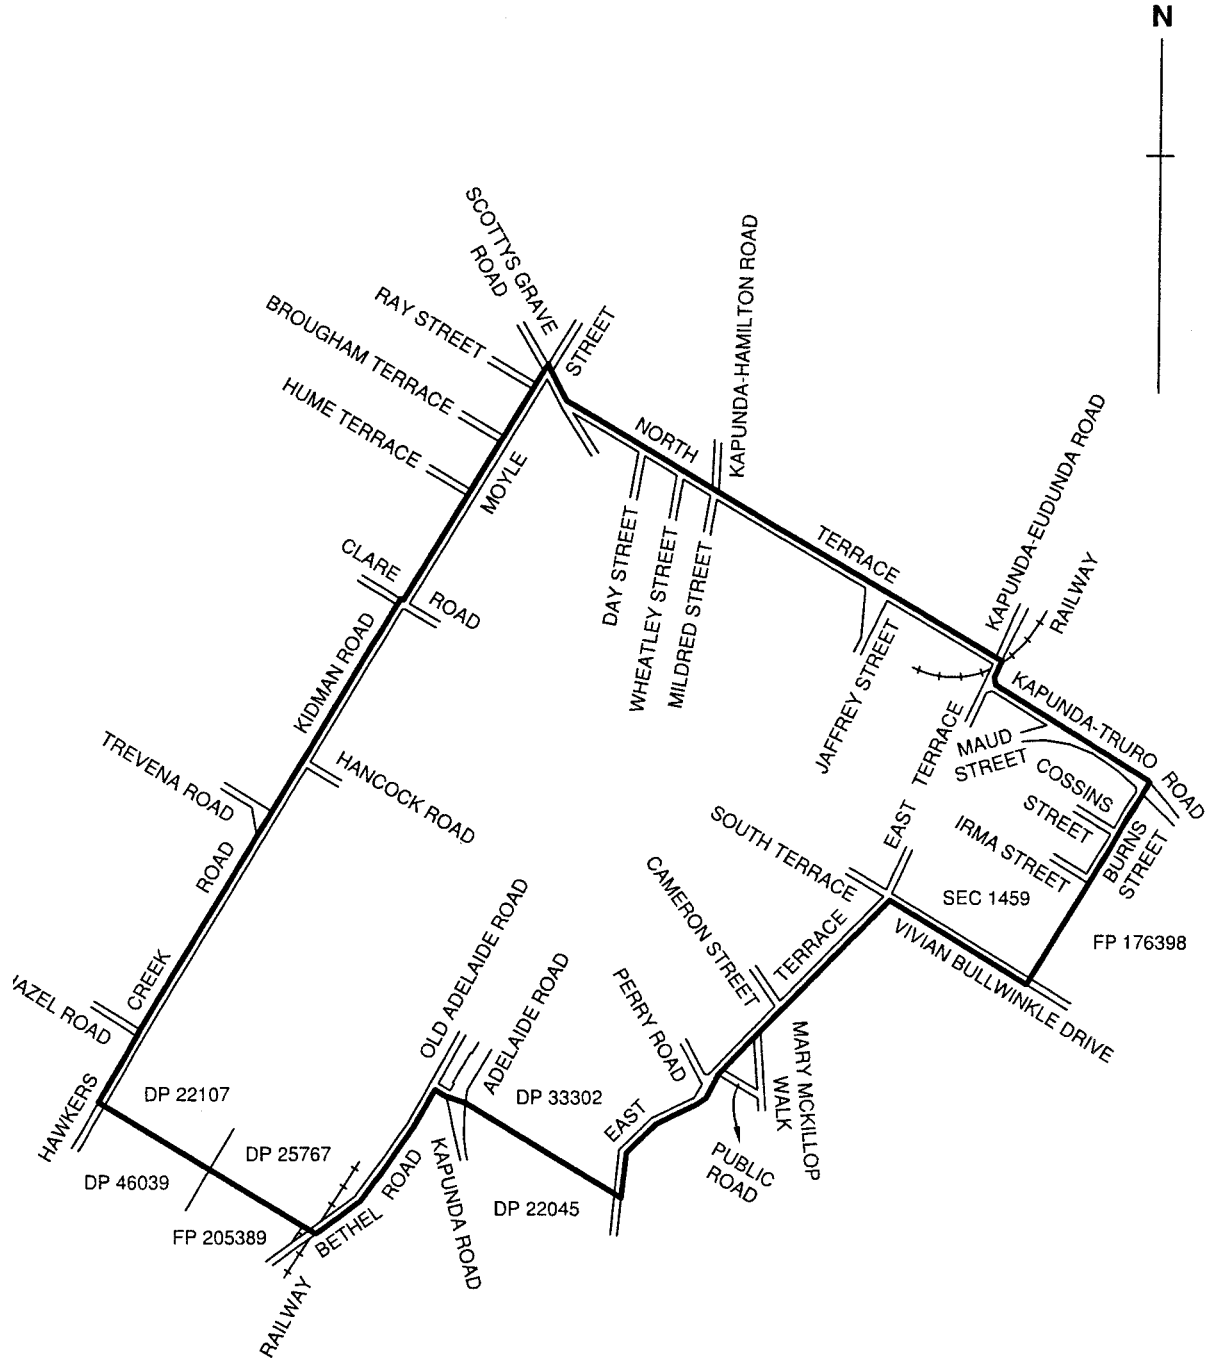 N
SCOTTYS GRAVE
ROAD
KAPUNDA-HAMILTON ROAD
RAY STREET
STREET
BROUGHAM TERRACE
HUME TERRACE
NORTH
KAPUNDA-EUDUNDA ROAD
MOYLE
TERRACE
CLARE
ROAD
RAILWAY
DAY STREET
WHEATLEY STREET
MILDRED STREET
KIDMAN ROAD
JAFFREY STREET
KAPUNDA-TRURO
ROAD
EAST TERRACE
MAUD
STREET
TREVENA ROAD
HANCOCK ROAD
COSSINS
STREET
IRMA STREET
BURNS
STREET
SOUTH TERRACE
ROAD
CAMERON STREET
SEC 1459
OLD ADELAIDE ROAD
TERRACE
VIVIAN BULLWINKLE DRIVE
FP 176398
CREEK
ADELAIDE ROAD
PERRY ROAD
ROAD
MARY MCKILLOP
WALK
HAWKERS
DP 22107
DP 33302
EAST
DP 25767
PUBLIC
ROAD
DP 46039
ROAD
KAPUNDA ROAD
DP 22045
FP 205389
BETHEL
RAILWAY